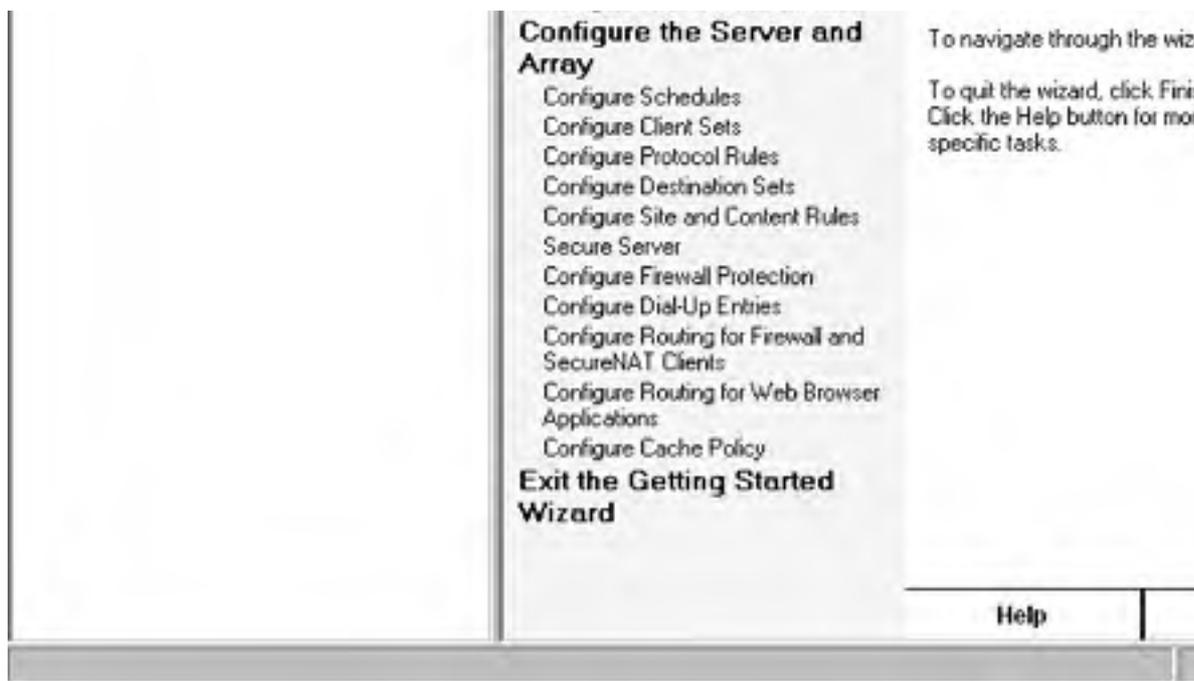 Configure the Server and
Array
Configure Schedules
Configure Client Sets
Configure Protocol Rules
Configure Destination Sets
Configure Site and Content Rules
Secure Server
Configure Firewall Protection
Configure Dial-Up Entries
Configure Routing for Firewall and
SecureNAT Clients
Configure Routing for Web Browser
Applications
Configure Cache Policy
Exit the Getting Started
Wizard
To navigate through the wiz
To quit the wizard, click Fini
Click the Help button for mor
specific tasks.
Help